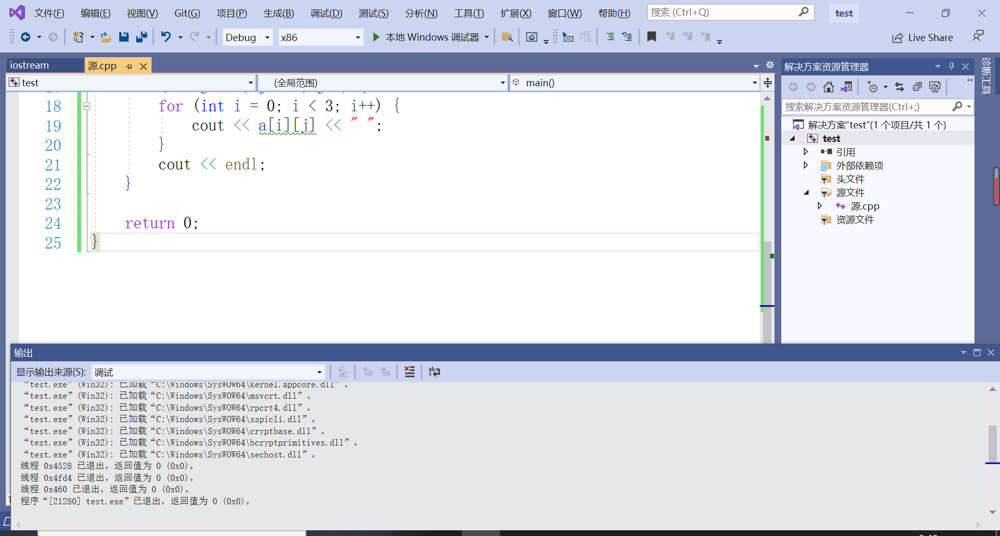 文件(F) 编辑(E) 视图(V) Git(G) 项目(P) 生成(B) 调试(D) 测试(S) 分析(N) 工具(T) 扩展(X) 窗口(W) 帮助(H) 搜索 (Ctrl+Q) test
Debug x86 本地 Windows 调试器 Live Share
iostream 源.cpp
test (全局范围) main()
18 for (int i = 0; i < 3; i++) {
19 cout << a[i][j] << " ";
20 }
21 cout << endl;
22 }
23
24 return 0;
25 }
解决方案资源管理器
搜索解决方案资源管理器(Ctrl+;)
解决方案"test"(1 个项目/共 1 个)
test
引用
外部依赖项
头文件
源文件
源.cpp
资源文件
诊断工具
输出
显示输出来源(S): 调试
“test.exe”(Win32): 已加载“C:\Windows\SysWOW64\kernel.appcore.dll”。
“test.exe”(Win32): 已加载“C:\Windows\SysWOW64\msvcrt.dll”。
“test.exe”(Win32): 已加载“C:\Windows\SysWOW64\rpcrt4.dll”。
“test.exe”(Win32): 已加载“C:\Windows\SysWOW64\sspicli.dll”。
“test.exe”(Win32): 已加载“C:\Windows\SysWOW64\cryptbase.dll”。
“test.exe”(Win32): 已加载“C:\Windows\SysWOW64\bcryptprimitives.dll”。
“test.exe”(Win32): 已加载“C:\Windows\SysWOW64\sechost.dll”。
线程 0x4528 已退出，返回值为 0 (0x0)。
线程 0x4fd4 已退出，返回值为 0 (0x0)。
线程 0x460 已退出，返回值为 0 (0x0)。
程序“[21280] test.exe”已退出，返回值为 0 (0x0)。